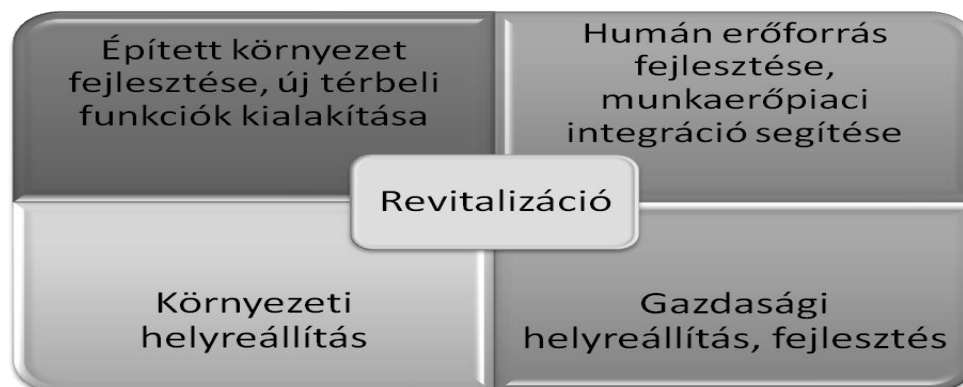 Épített környezet
fejlesztése, új térbeli
funkciók kialakítása
Humán erőforrás
fejlesztése,
munkaerőpiaci
integráció segítése
Revitalizáció
Környezeti
helyreállítás
Gazdasági
helyreállítás, fejlesztés